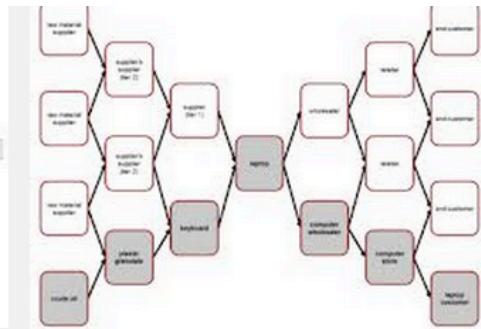 raw material
supplier
end customer
supplier's
supplier
(tier 2)
retailer
raw material
supplier
supplier
(tier 1)
wholesaler
end customer
supplier's
supplier
(tier 2)
laptop
retailer
raw material
supplier
end customer
keyboard
computer
wholesaler
plastic
granulate
computer
store
crude oil
laptop
customer